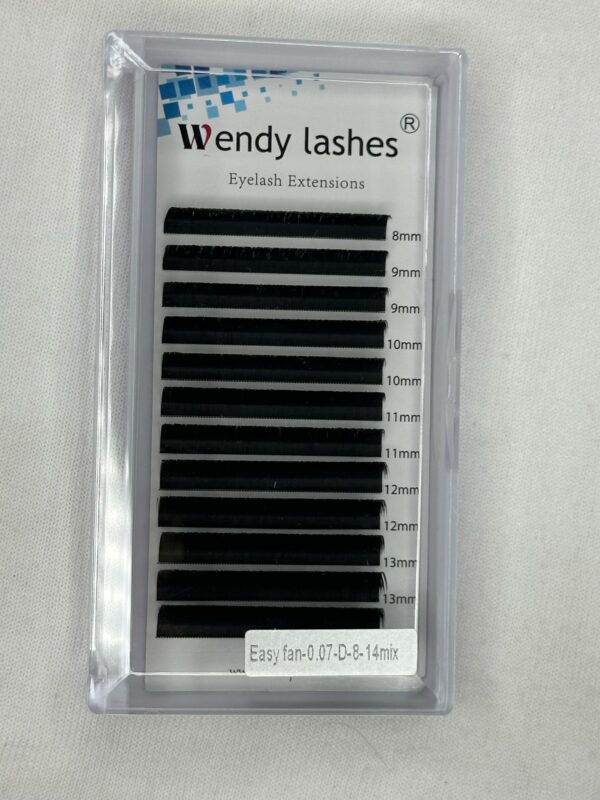 Wendy lashes ®
Eyelash Extensions
8mm
9mm
9mm
10mm
10mm
11mm
11mm
12mm
12mm
13mm
13mm
Easy fan-0.07-D-8-14mix